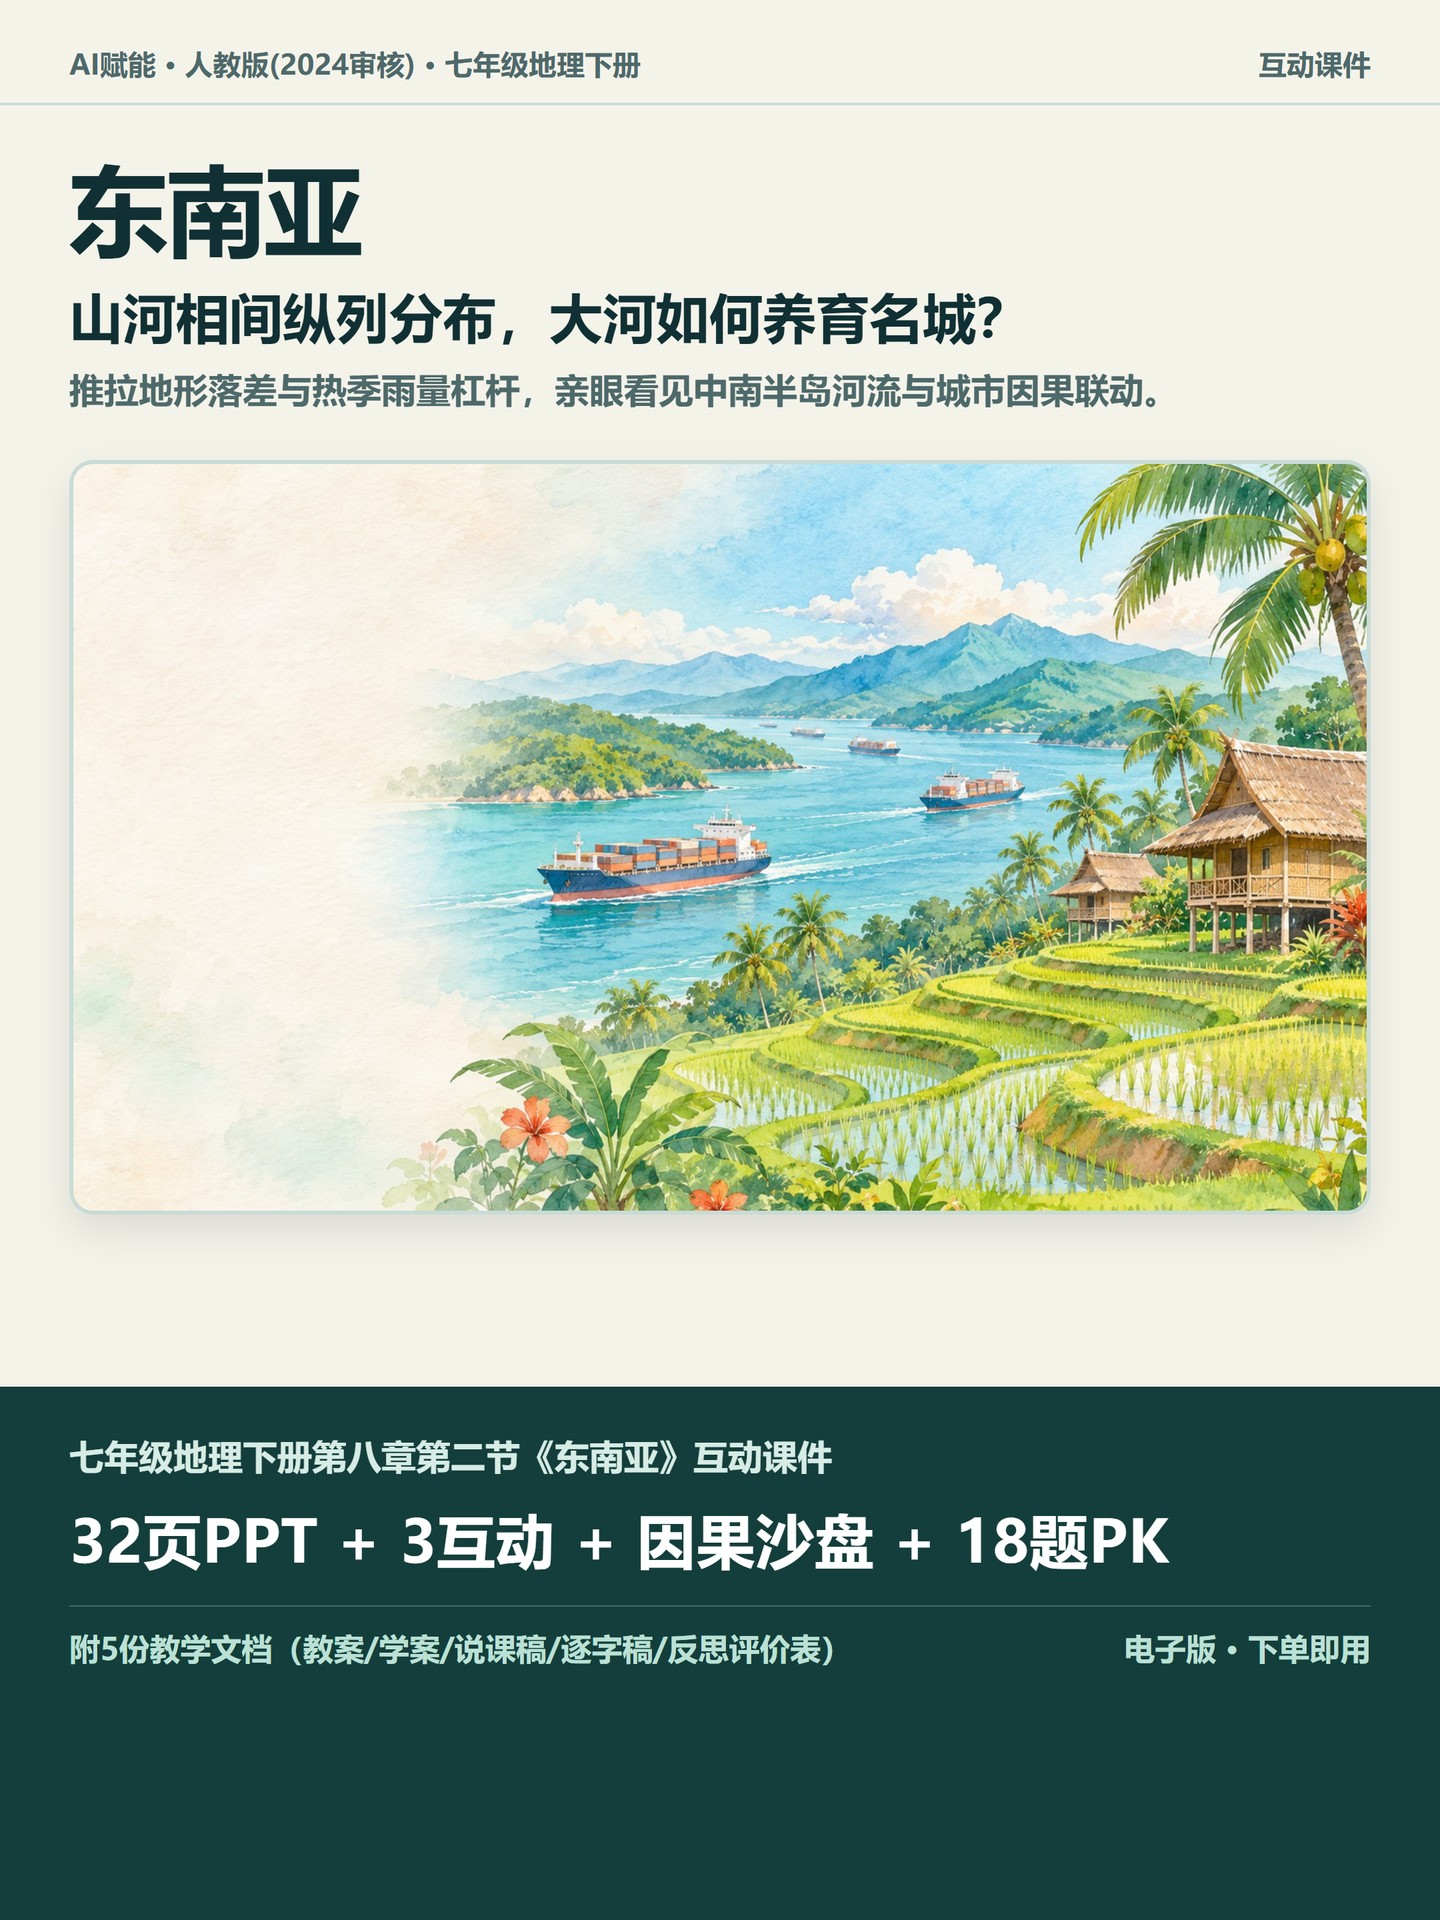 AI赋能 • 人教版(2024审核) • 七年级地理下册
互动课件
东南亚
山河相间纵列分布，大河如何养育名城？
推拉地形落差与热季雨量杠杆，亲眼看见中南半岛河流与城市因果联动。
七年级地理下册第八章第二节《东南亚》互动课件
32页PPT + 3互动 + 因果沙盘 + 18题PK
附5份教学文档（教案/学案/说课稿/逐字稿/反思评价表）
电子版 • 下单即用